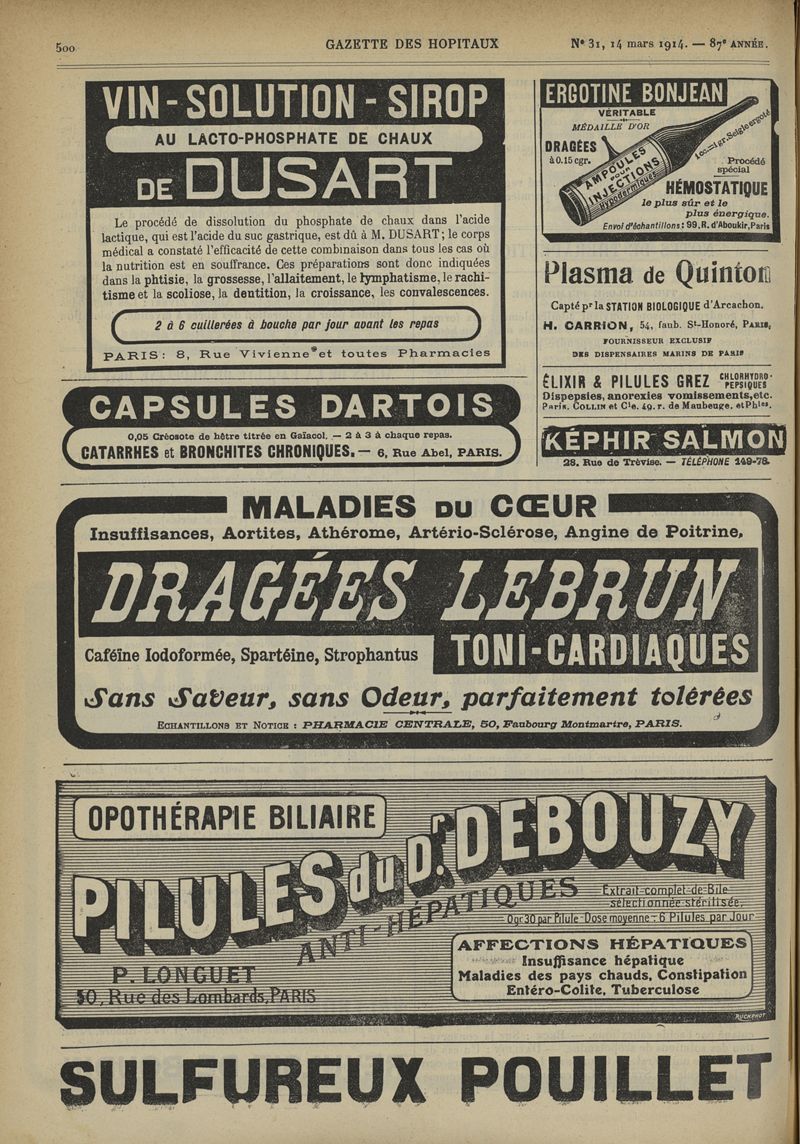 500
GAZETTE DES HOPITAUX
N° 31, 14 mars 1914. — 87e ANNÉE.
VIN - SOLUTION - SIROP
AU LACTO-PHOSPHATE DE CHAUX
DE DUSART
Le procédé de dissolution du phosphate de chaux dans l'acide
lactique, qui est l'acide du suc gastrique, est dû à M. DUSART; le corps
médical a constaté l'efficacité de cette combinaison dans tous les cas où
la nutrition est en souffrance. Ces préparations sont donc indiquées
dans la phtisie, la grossesse, l'allaitement, le lymphatisme, le rachi-
tisme et la scoliose, la dentition, la croissance, les convalescences.
2 à 6 cuillerées à bouche par jour avant les repas
PARIS: 8, Rue Vivienne et toutes Pharmacies
CAPSULES DARTOIS
0,05 Créosote de hêtre titrée en Gaïacol. — 2 à 3 à chaque repas.
CATARRHES et BRONCHITES CHRONIQUES. — 6, Rue Abel, PARIS.
ERGOTINE BONJEAN
VÉRITABLE
MÉDAILLE D'OR
DRAGÉES
à 0.15 cgr.
AMPOULES
POUR
INJECTIONS
Hypodermiques
1cc.=1gr.Seigle ergoté
Procédé
spécial
HÉMOSTATIQUE
le plus sûr et le
plus énergique.
Envoi d'échantillons: 99, R. d'Aboukir, Paris
Plasma de Quinton
Capté pr la STATION BIOLOGIQUE d'Arcachon.
H. CARRION, 54, faub. St-Honoré, PARIS,
FOURNISSEUR EXCLUSIF
DES DISPENSAIRES MARINS DE PARIS
ÉLIXIR & PILULES GREZ CHLORHYDRO-
PEPSIQUES
Dispepsies, anorexies vomissements, etc.
Paris, COLLIN et Cie, 49, r. de Maubeuge, et Phies.
KÉPHIR SALMON
28, Rue de Trévise. — TÉLÉPHONE 149-78.
MALADIES DU CŒUR
Insuffisances, Aortites, Athérome, Artério-Sclérose, Angine de Poitrine,
DRAGÉES LEBRUN
Caféïne Iodoformée, Spartéine, Strophantus
TONI-CARDIAQUES
Sans Saveur, sans Odeur, parfaitement tolérées
ECHANTILLONS ET NOTICE : PHARMACIE CENTRALE, 50, Faubourg Montmartre, PARIS.
OPOTHÉRAPIE BILIAIRE
PILULES du Dr. DEBOUZY
ANTI-HÉPATIQUES
Extrait complet de Bile
sélectionnée stérilisée.
0gr30 par Pilule - Dose moyenne : 6 Pilules par Jour
P. LONGUET
50, Rue des Lombards, PARIS
AFFECTIONS HÉPATIQUES
Insuffisance hépatique
Maladies des pays chauds, Constipation
Entéro-Colite, Tuberculose
SULFUREUX POUILLET